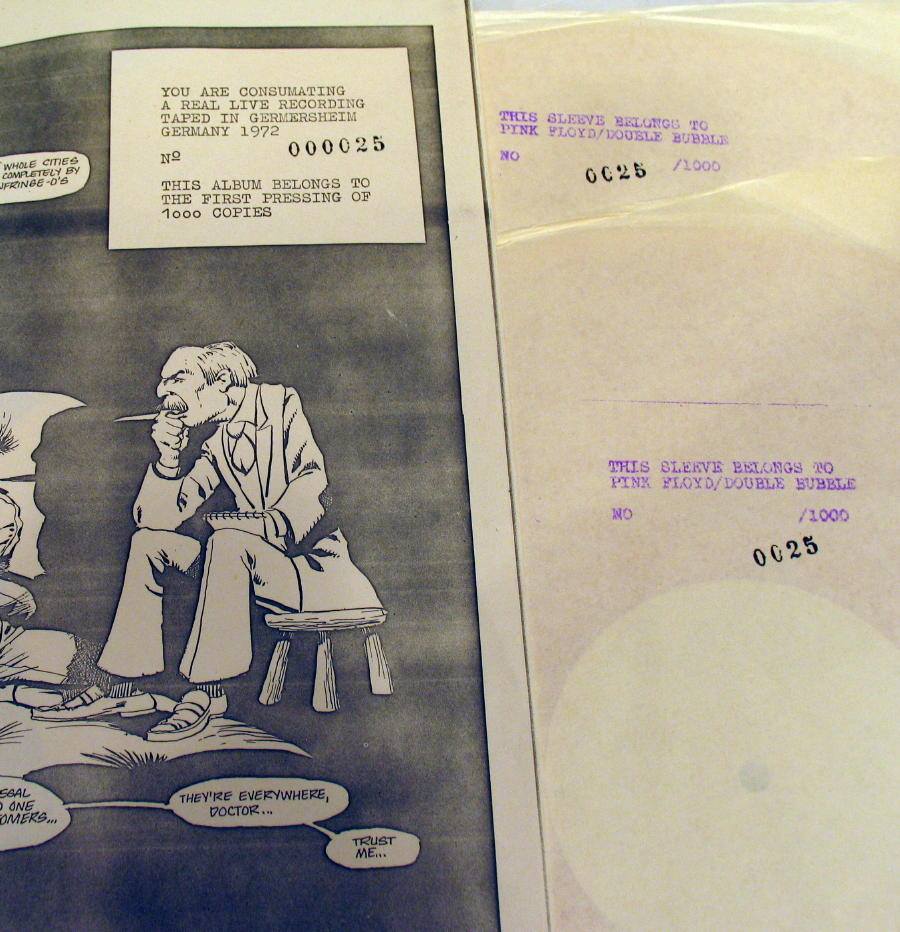 YOU ARE CONSUMATING
A REAL LIVE RECORDING
TAPED IN GERMERSHEIM
GERMANY 1972
Nº 000025
THIS ALBUM BELONGS TO
THE FIRST PRESSING OF
1000 COPIES
WHOLE CITIES
COMPLETELY BY
THEY'RE EVERYWHERE,
DOCTOR...
TRUST
ME...
ONE
THIS SLEEVE BELONGS TO
PINK FLOYD/DOUBLE BUBBLE
NO 0025 /1000
THIS SLEEVE BELONGS TO
PINK FLOYD/DOUBLE BUBBLE
NO /1000
0025